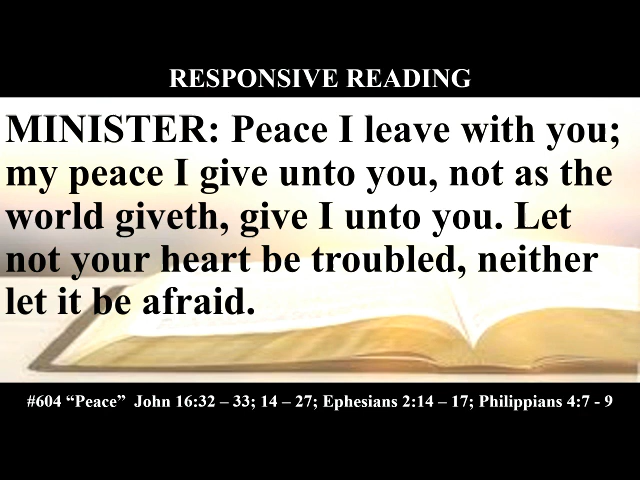 RESPONSIVE READING
MINISTER: Peace I leave with you;
my peace I give unto you, not as the
world giveth, give I unto you. Let
not your heart be troubled, neither
let it be afraid.
#604 “Peace”  John 16:32 – 33; 14 – 27; Ephesians 2:14 – 17; Philippians 4:7 - 9